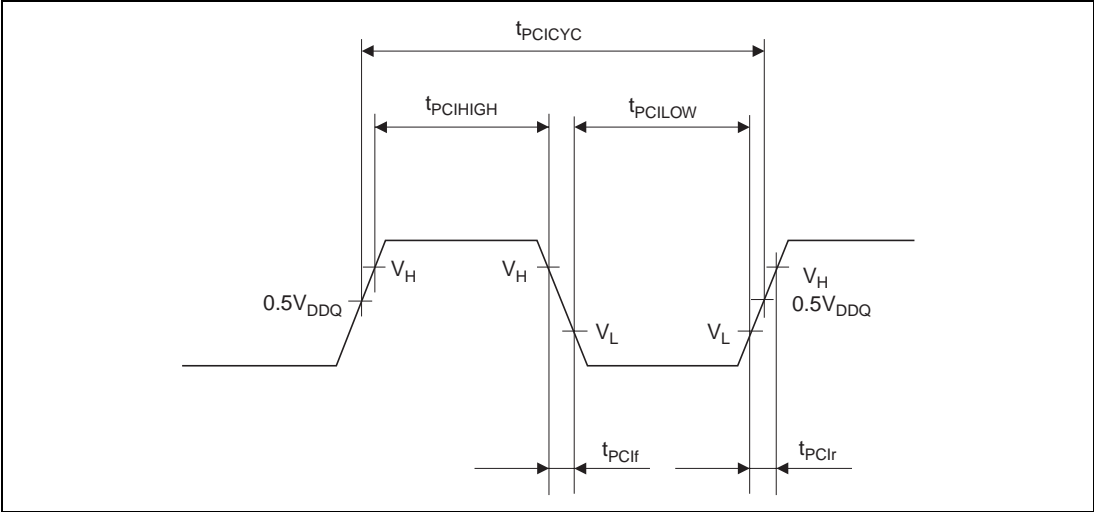 tPCICYC
tPCIHIGH
tPCILOW
VH
VH
VH
0.5VDDQ
0.5VDDQ
VL
VL
tPCIf
tPCIr